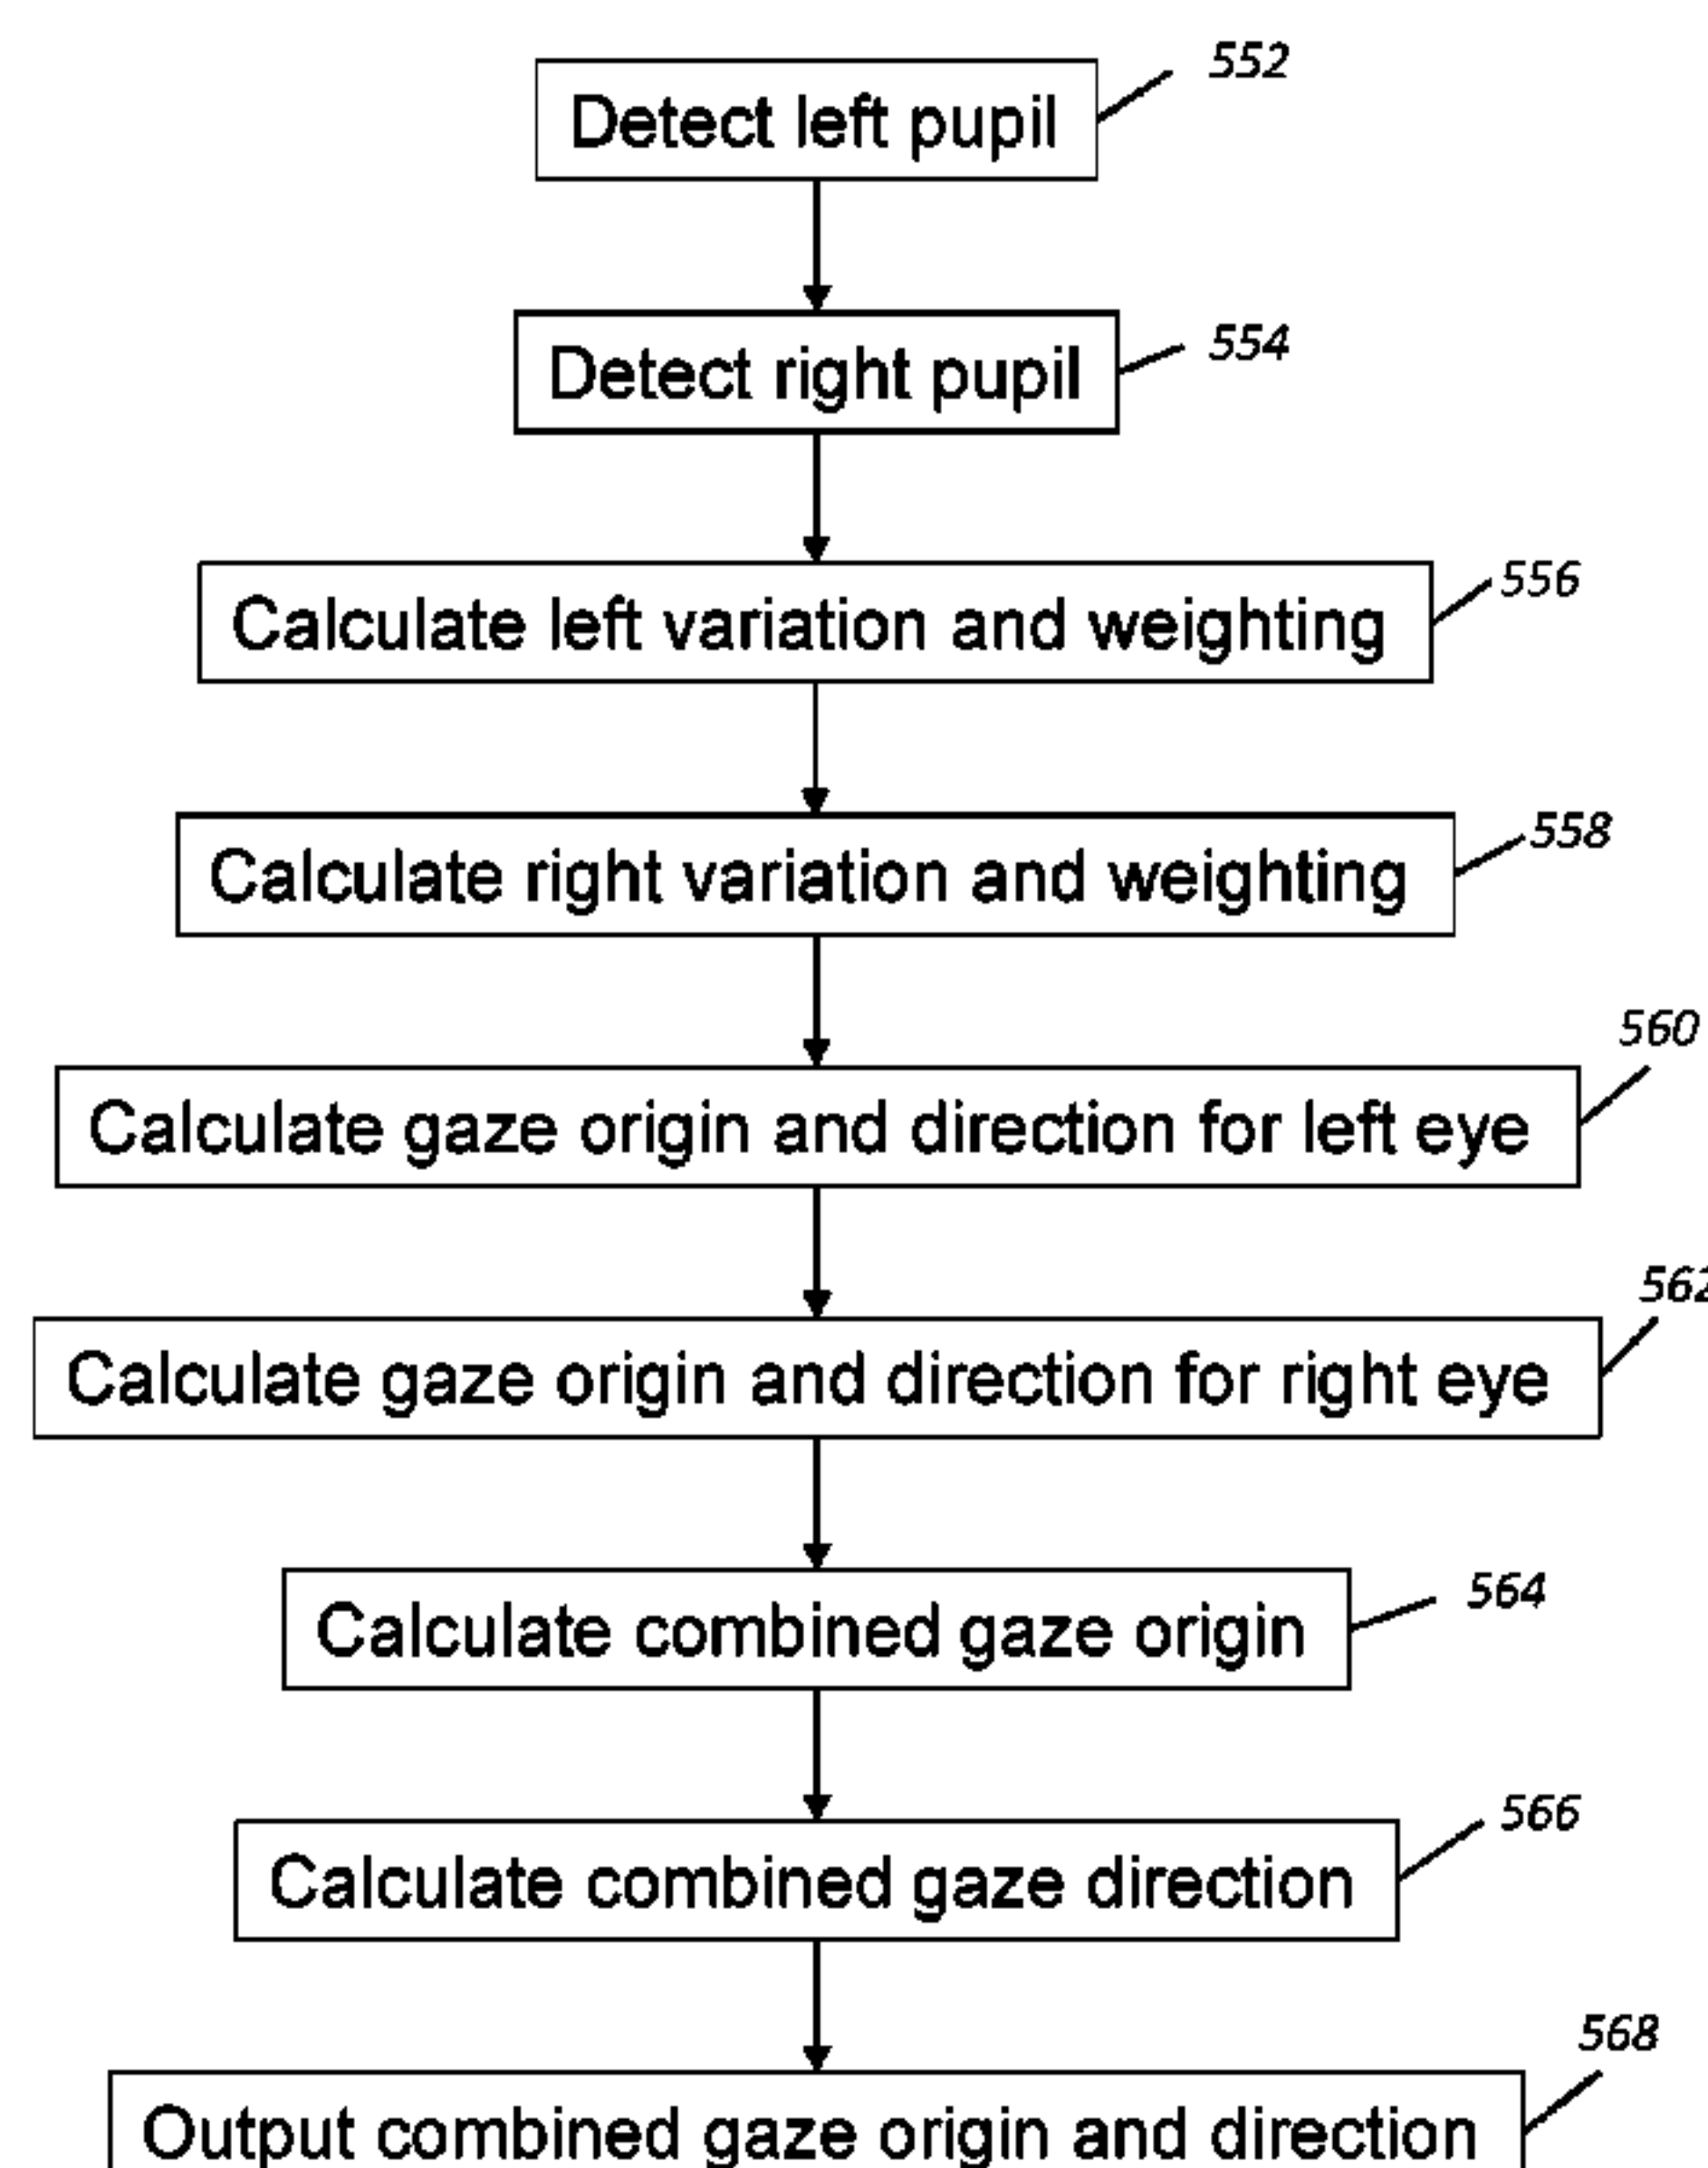 552
Detect left pupil
554
Detect right pupil
556
Calculate left variation and weighting
558
Calculate right variation and weighting
560
Calculate gaze origin and direction for left eye
562
Calculate gaze origin and direction for right eye
564
Calculate combined gaze origin
566
Calculate combined gaze direction
568
Output combined gaze origin and direction